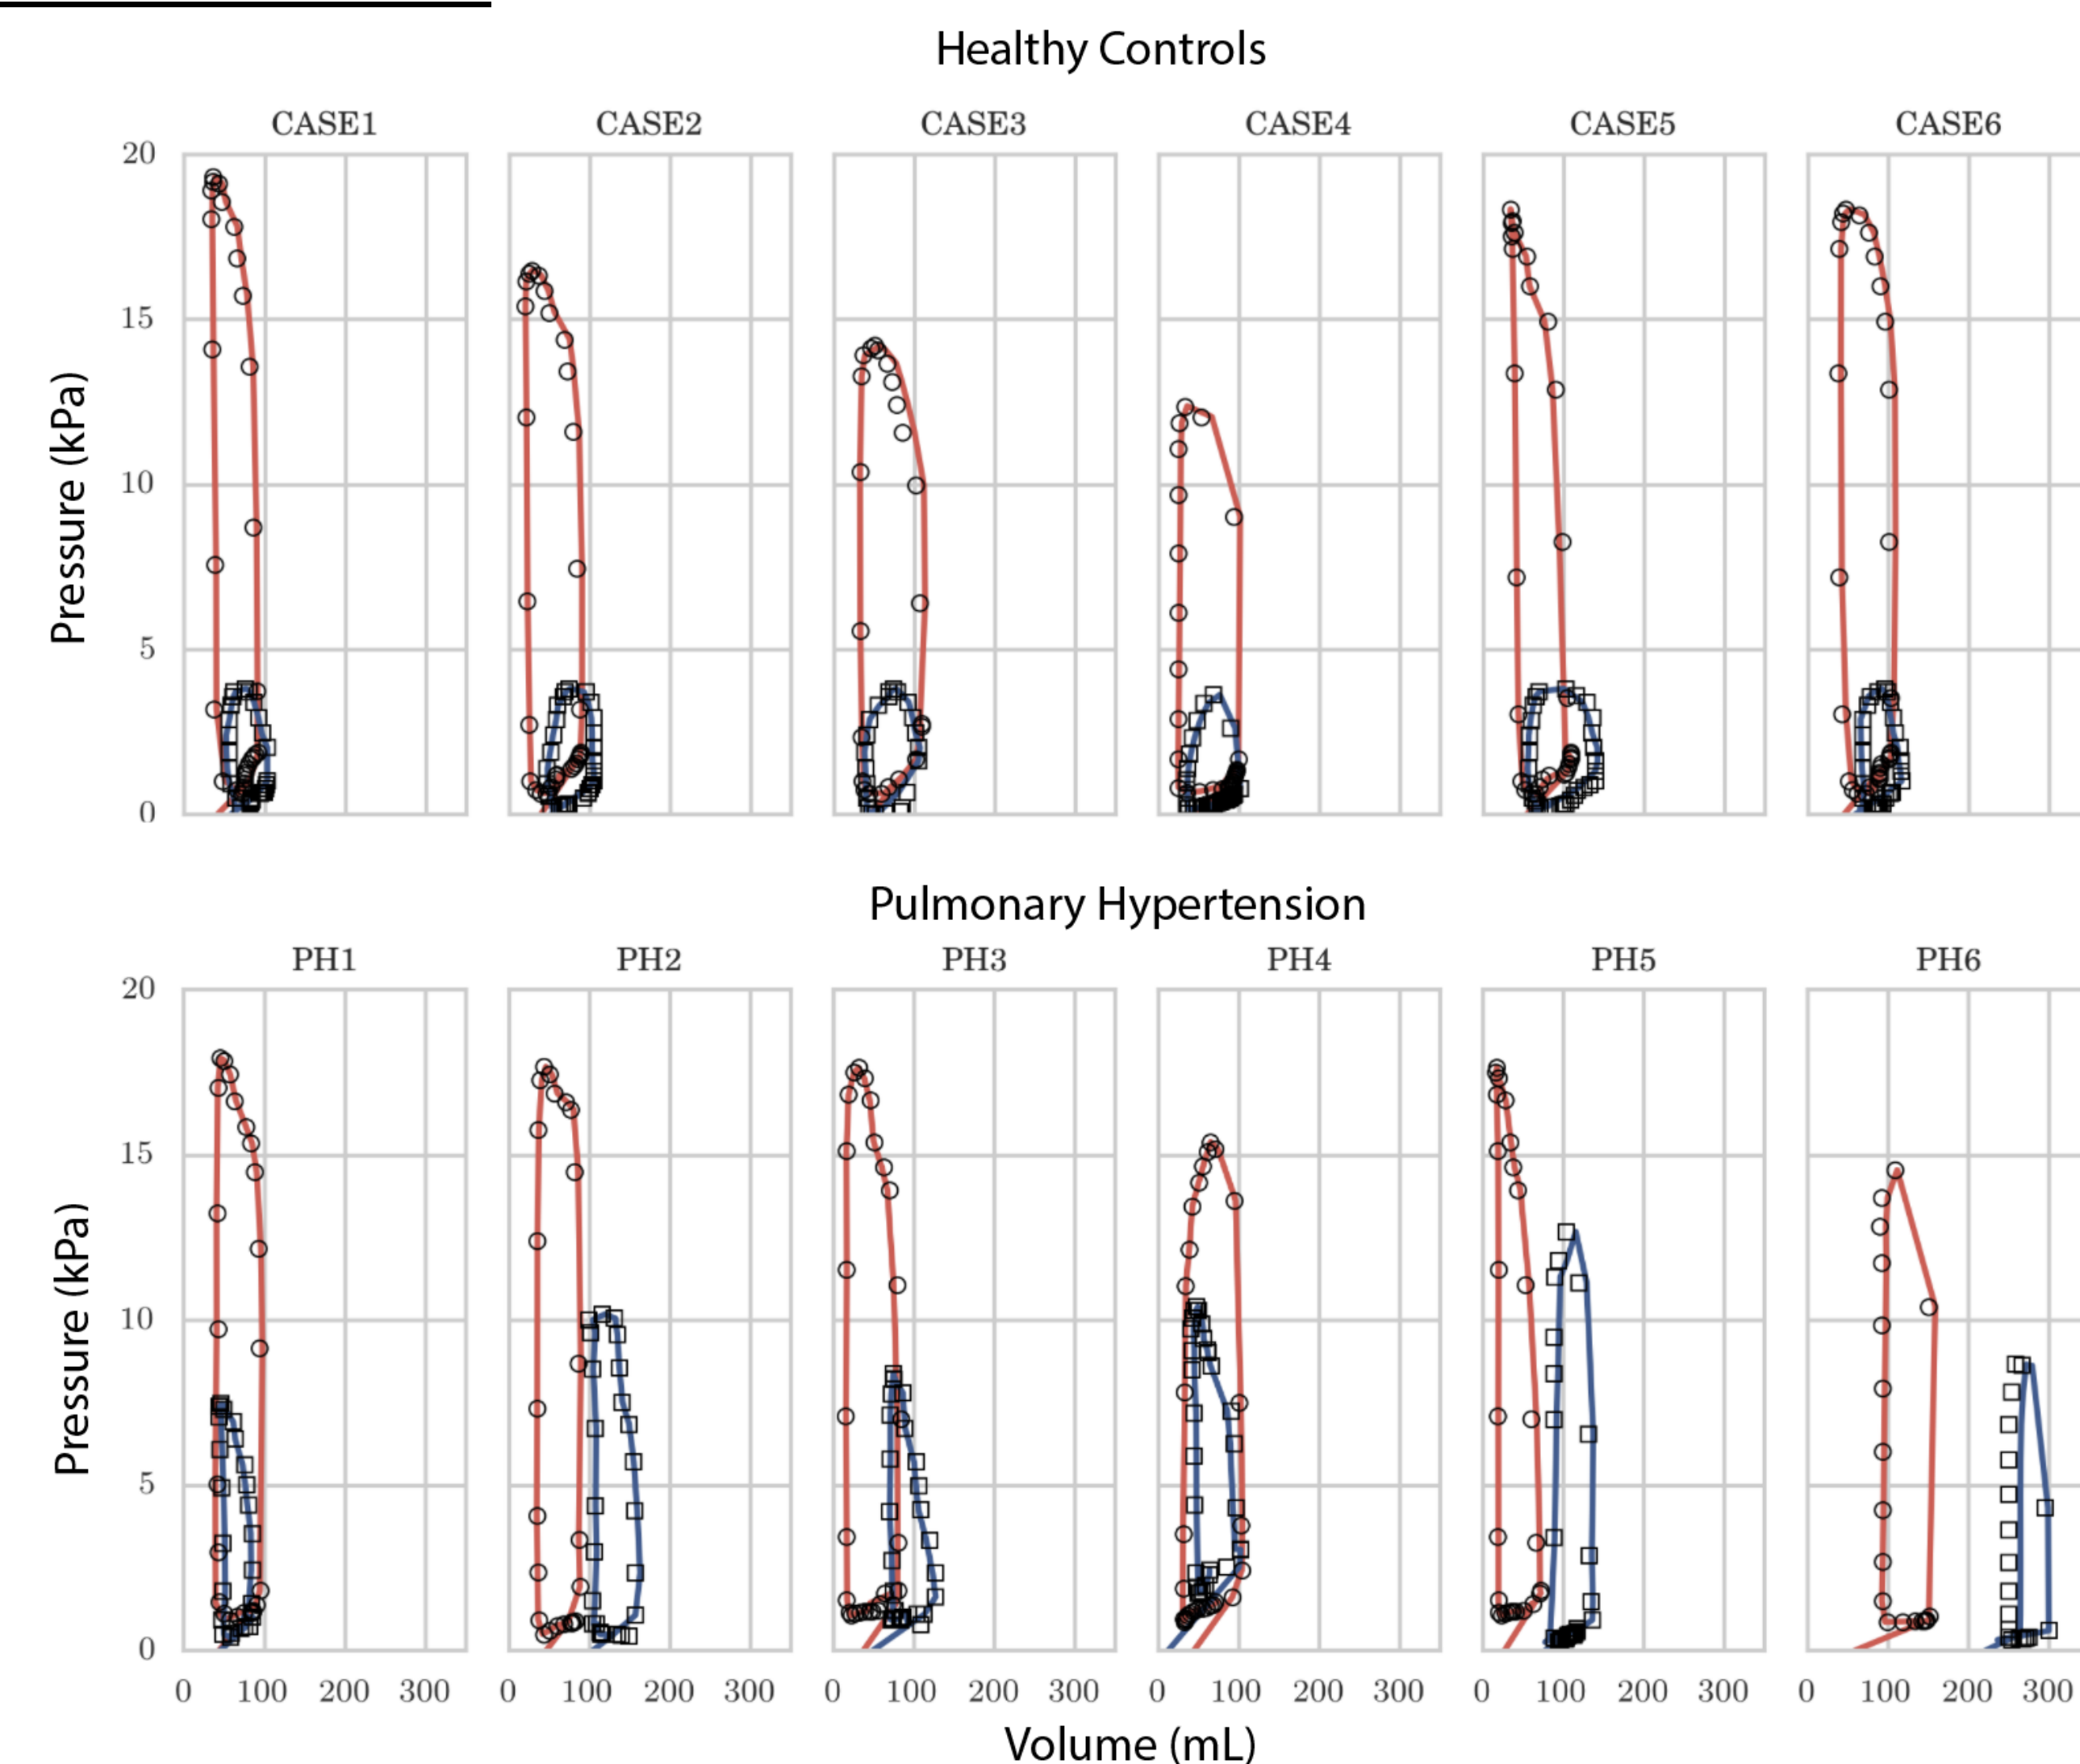 Healthy Controls
CASE1 CASE2 CASE3 CASE4 CASE5 CASE6
Pressure (kPa)
20
15
10
5
0
Pulmonary Hypertension
PH1 PH2 PH3 PH4 PH5 PH6
Pressure (kPa)
20
15
10
5
0
0 100 200 300 0 100 200 300 0 100 200 300 0 100 200 300 0 100 200 300 0 100 200 300
Volume (mL)